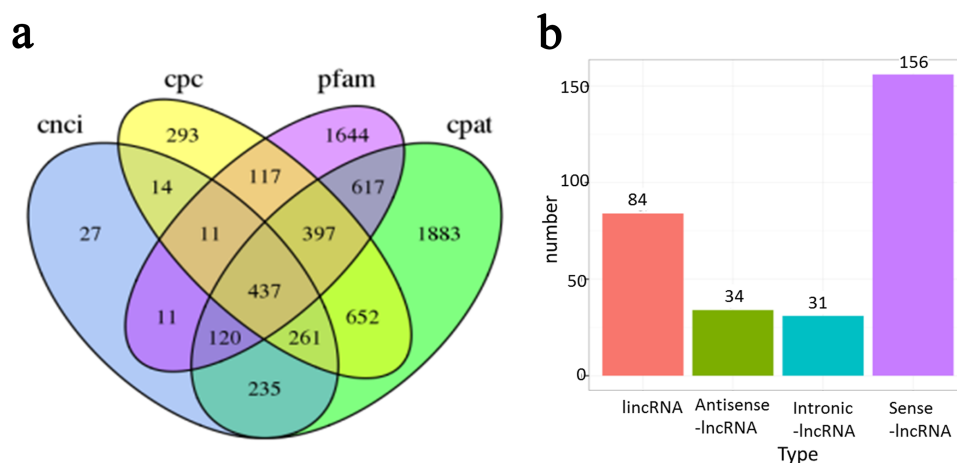 a
cpc
pfam
cnci
cpat
293
1644
14
117
617
27
11
397
1883
437
11
120
261
652
235
b
number
150
100
50
0
84
34
31
156
lincRNA
Antisense
-lncRNA
Intronic
-lncRNA
Sense
-lncRNA
Type